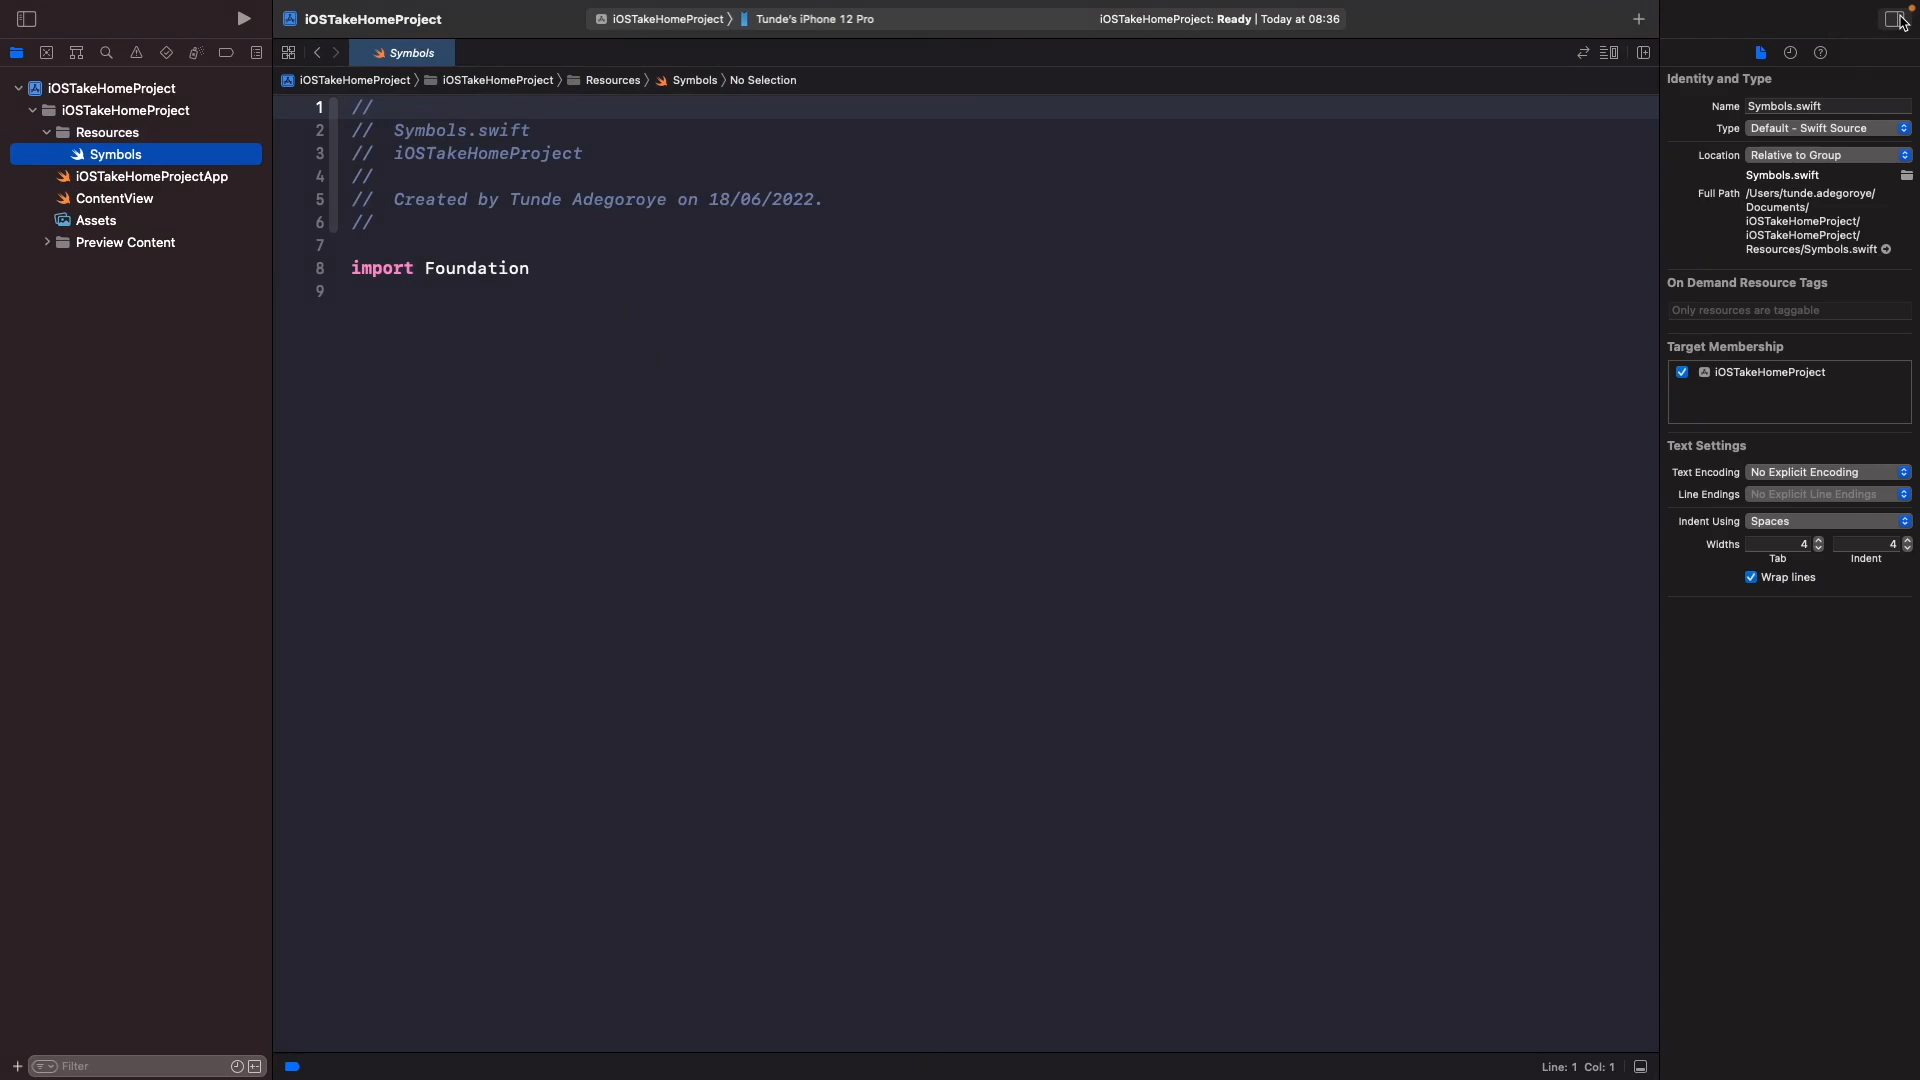 iOSTakeHomeProject
iOSTakeHomeProject 〉 Tunde's iPhone 12 Pro
iOSTakeHomeProject: Ready | Today at 08:36
Symbols
iOSTakeHomeProject 〉 iOSTakeHomeProject 〉 Resources 〉 Symbols 〉 No Selection
iOSTakeHomeProject
iOSTakeHomeProject
Resources
Symbols
iOSTakeHomeProjectApp
ContentView
Assets
Preview Content
Filter
1 //
2 // Symbols.swift
3 // iOSTakeHomeProject
4 //
5 // Created by Tunde Adegoroye on 18/06/2022.
6 //
7
8 import Foundation
9
Line: 1 Col: 1
Identity and Type
Name Symbols.swift
Type Default - Swift Source
Location Relative to Group
Symbols.swift
Full Path /Users/tunde.adegoroye/
Documents/
iOSTakeHomeProject/
iOSTakeHomeProject/
Resources/Symbols.swift
On Demand Resource Tags
Only resources are taggable
Target Membership
iOSTakeHomeProject
Text Settings
Text Encoding No Explicit Encoding
Line Endings No Explicit Line Endings
Indent Using Spaces
Widths 4 4
Tab Indent
Wrap lines